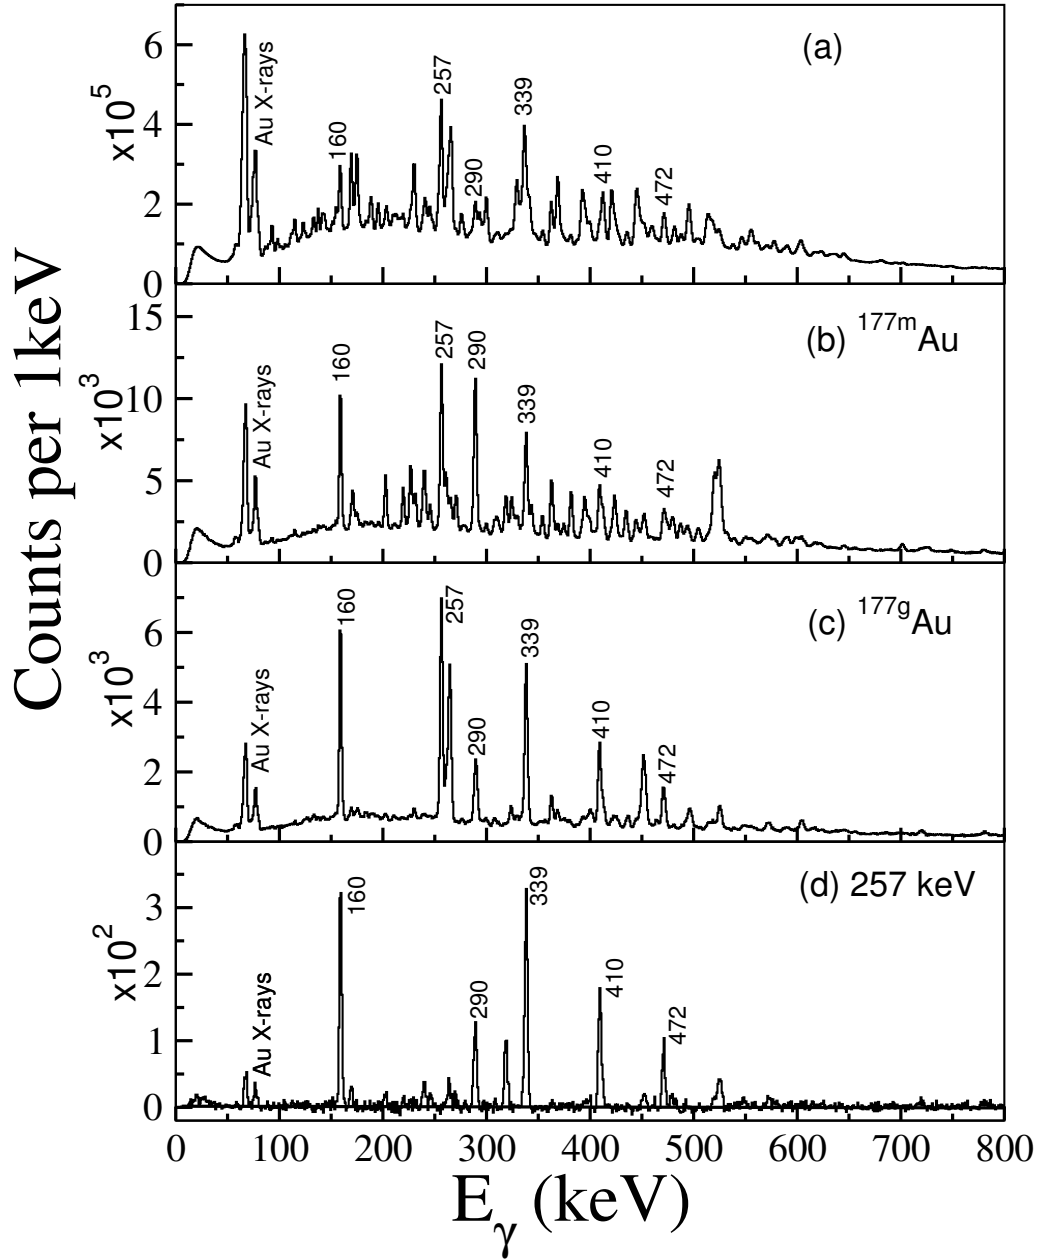 Counts per 1keV
(a)
x10^5
6
4
2
0
Au X-rays
160
257
290
339
410
472
(b) ^177m Au
x10^3
15
10
5
0
Au X-rays
160
257
290
339
410
472
(c) ^177g Au
x10^3
6
4
2
0
Au X-rays
160
257
290
339
410
472
(d) 257 keV
x10^2
3
2
1
0
Au X-rays
160
290
339
410
472
0 100 200 300 400 500 600 700 800
E_γ (keV)